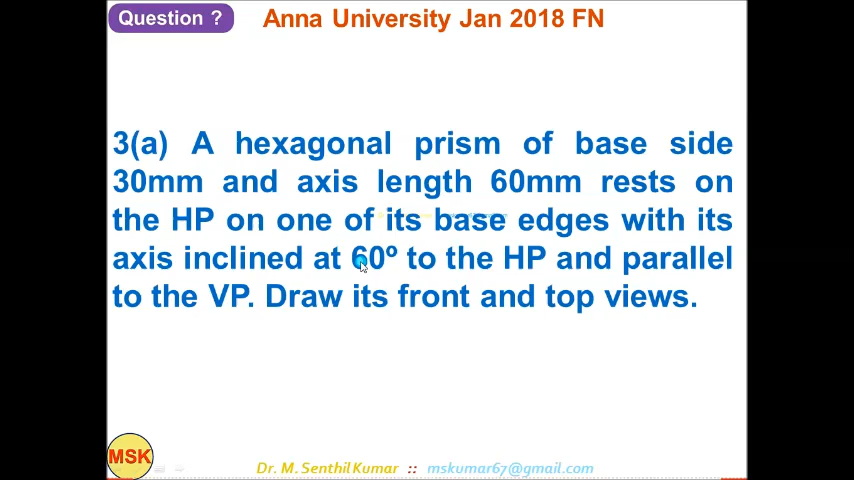 Question ?
Anna University Jan 2018 FN
3(a) A hexagonal prism of base side
30mm and axis length 60mm rests on
the HP on one of its base edges with its
axis inclined at 60º to the HP and parallel
to the VP. Draw its front and top views.
MSK
Dr. M. Senthil Kumar :: mskumar67@gmail.com